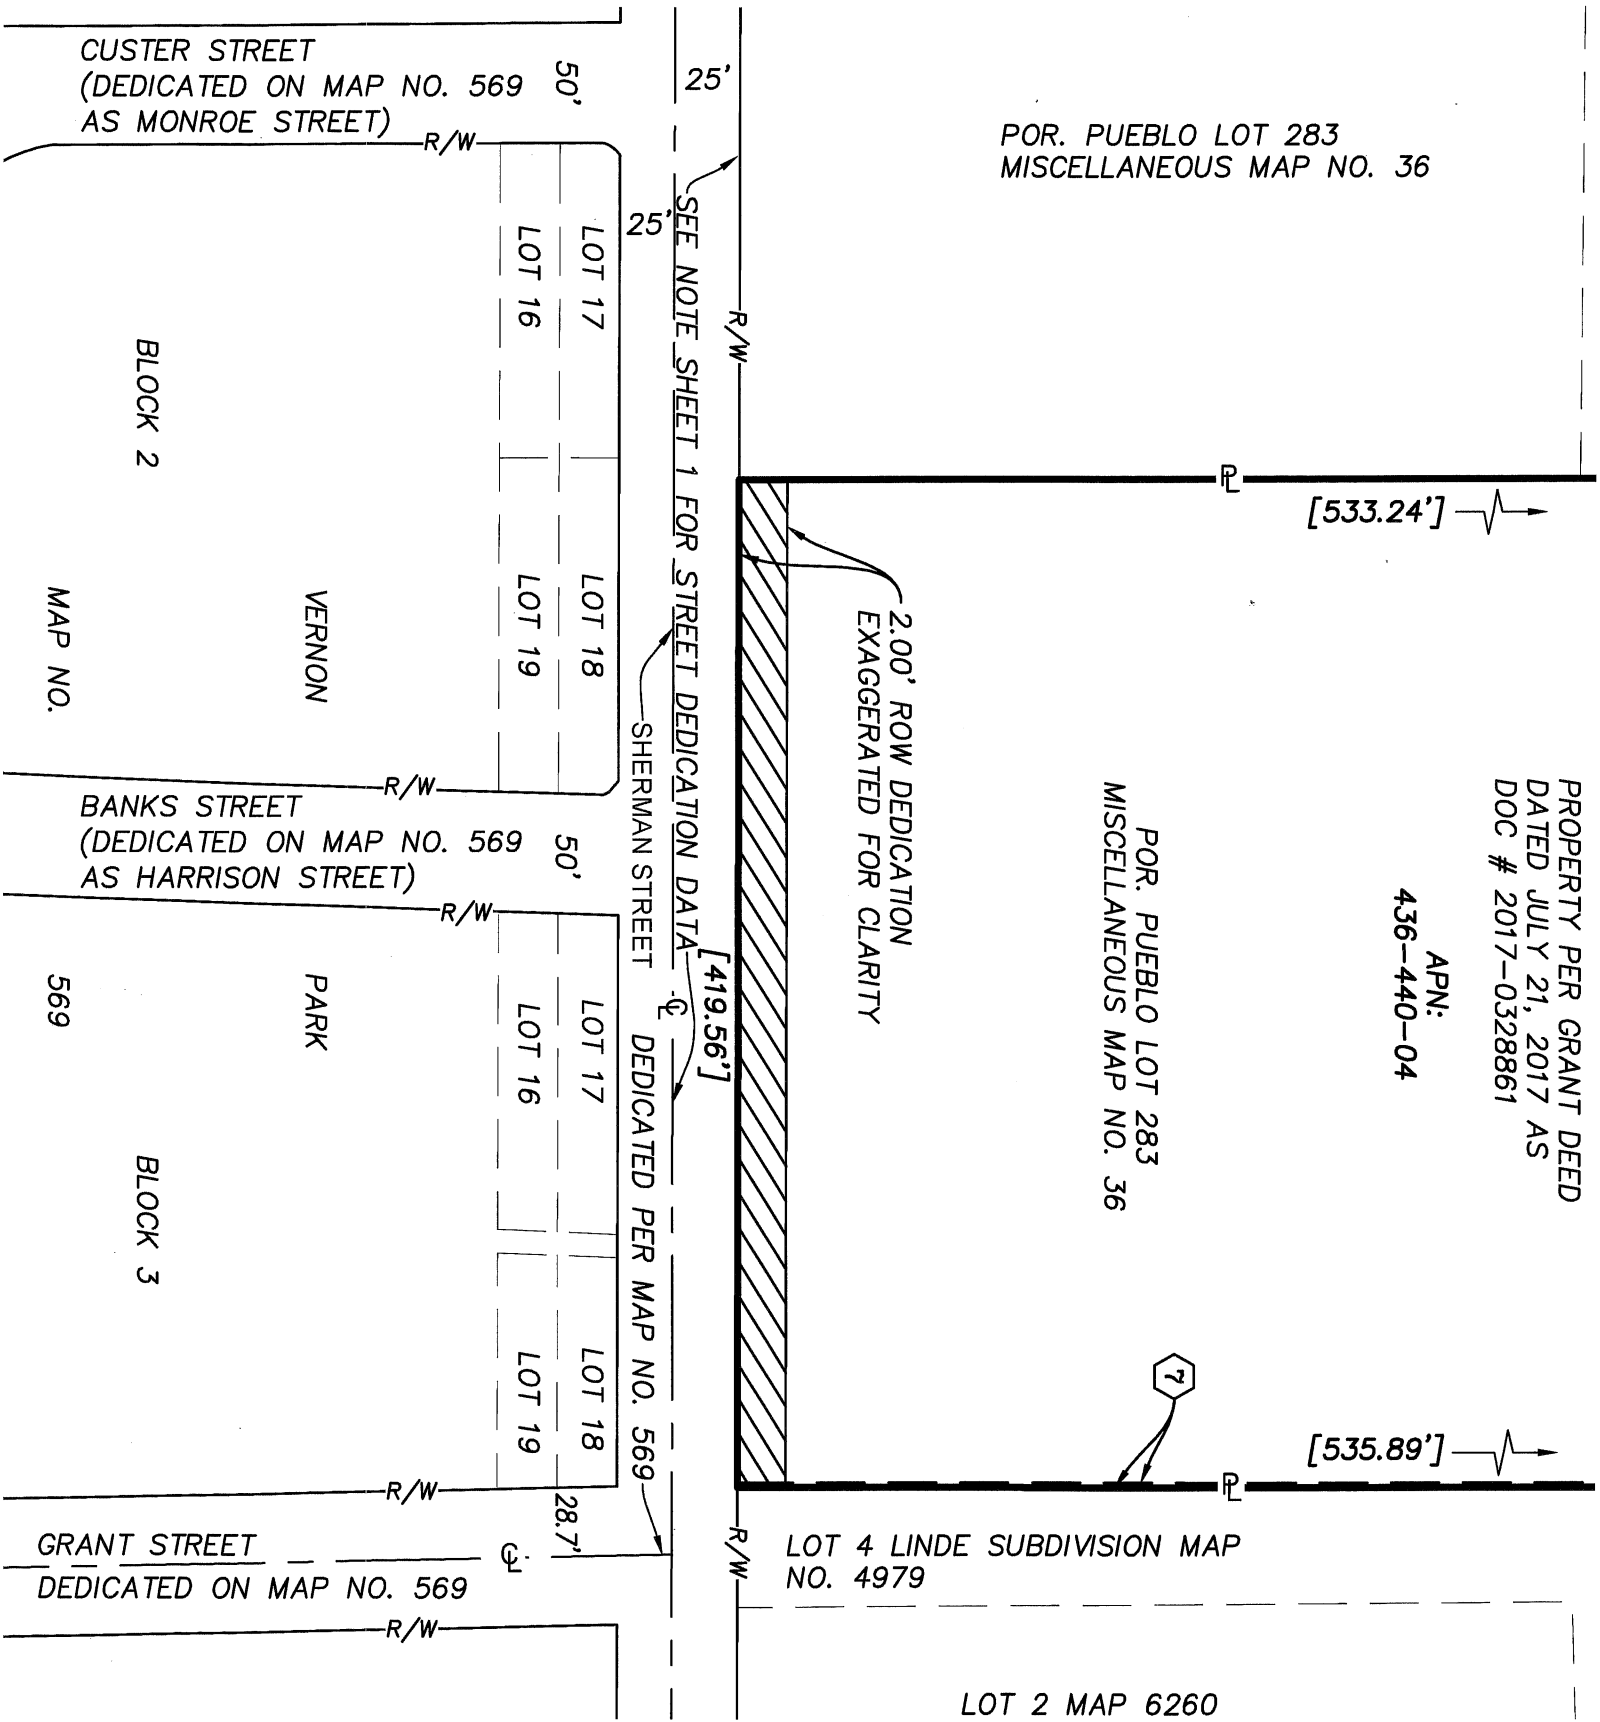 CUSTER STREET
(DEDICATED ON MAP NO. 569
AS MONROE STREET)
50'
25'
R/W
25'
POR. PUEBLO LOT 283
MISCELLANEOUS MAP NO. 36
LOT 17
LOT 16
BLOCK 2
R/W
SEE NOTE SHEET 1 FOR STREET DEDICATION DATA
PL
[533.24']
LOT 18
LOT 19
VERNON
MAP NO.
2.00' ROW DEDICATION
EXAGGERATED FOR CLARITY
SHERMAN STREET
PROPERTY PER GRANT DEED
DATED JULY 21, 2017 AS
DOC # 2017-0328861
APN:
436-440-04
POR. PUEBLO LOT 283
MISCELLANEOUS MAP NO. 36
R/W
BANKS STREET
(DEDICATED ON MAP NO. 569
AS HARRISON STREET)
50'
R/W
[419.56']
CL
DEDICATED PER MAP NO. 569
LOT 17
LOT 16
PARK
569
BLOCK 3
LOT 18
LOT 19
7
[535.89']
PL
R/W
28.7'
GRANT STREET
CL
DEDICATED ON MAP NO. 569
R/W
R/W
LOT 4 LINDE SUBDIVISION MAP
NO. 4979
LOT 2 MAP 6260